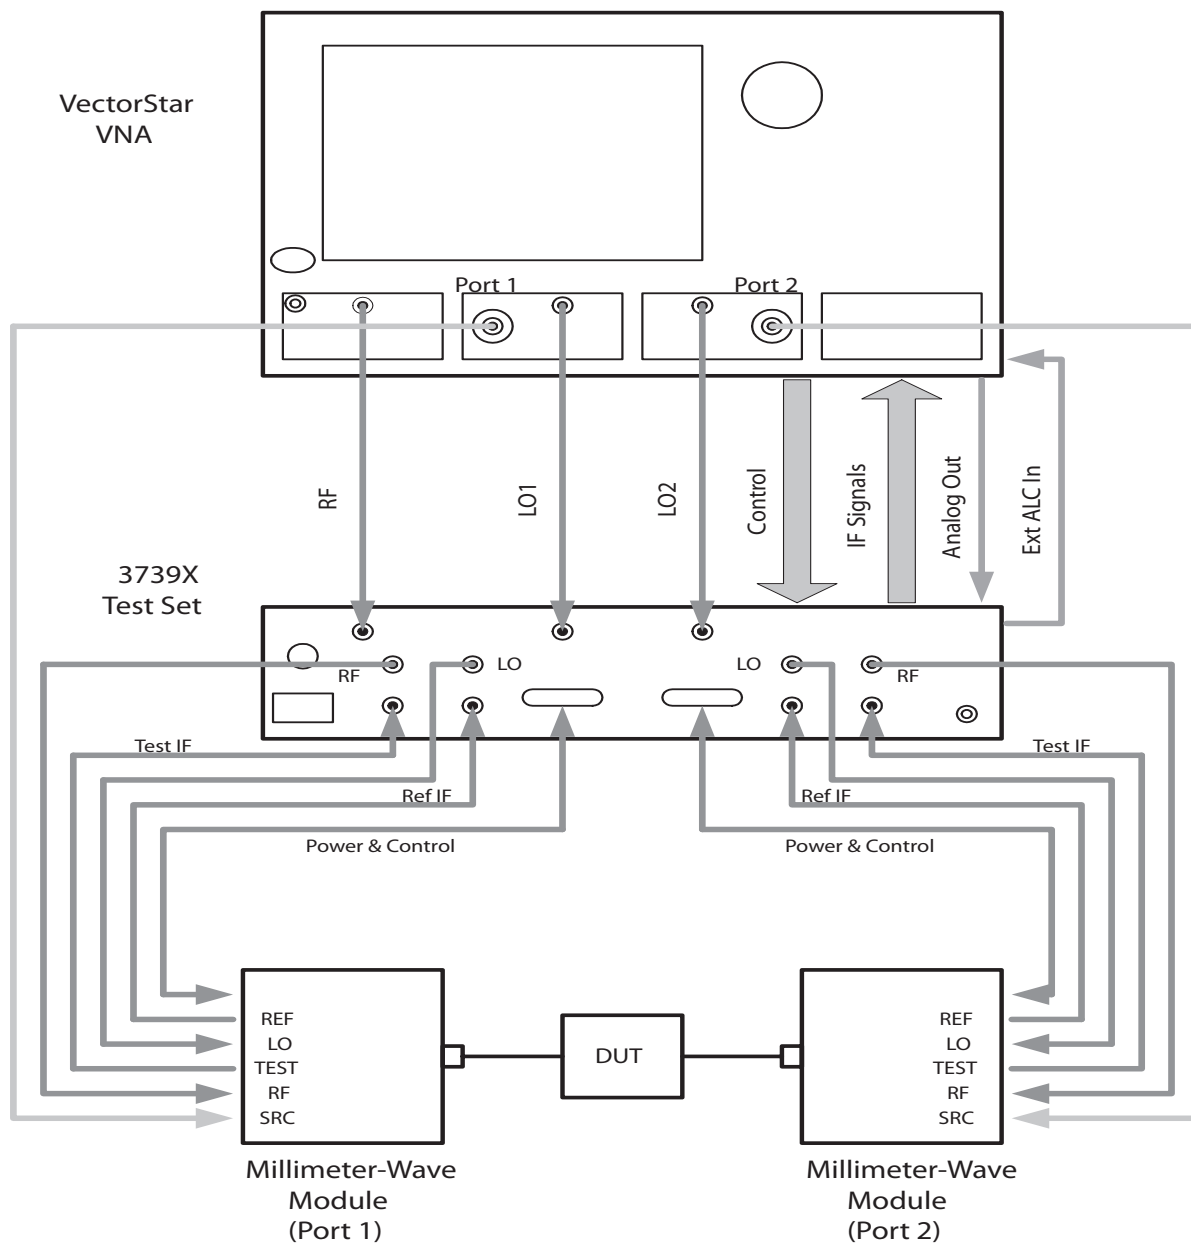 VectorStar
VNA
Port 1
Port 2
RF
LO1
LO2
Control
IF Signals
Analog Out
Ext ALC In
3739X
Test Set
RF
LO
LO
RF
Test IF
Test IF
Ref IF
Ref IF
Power & Control
Power & Control
REF
LO
TEST
RF
SRC
DUT
REF
LO
TEST
RF
SRC
Millimeter-Wave
Module
(Port 1)
Millimeter-Wave
Module
(Port 2)